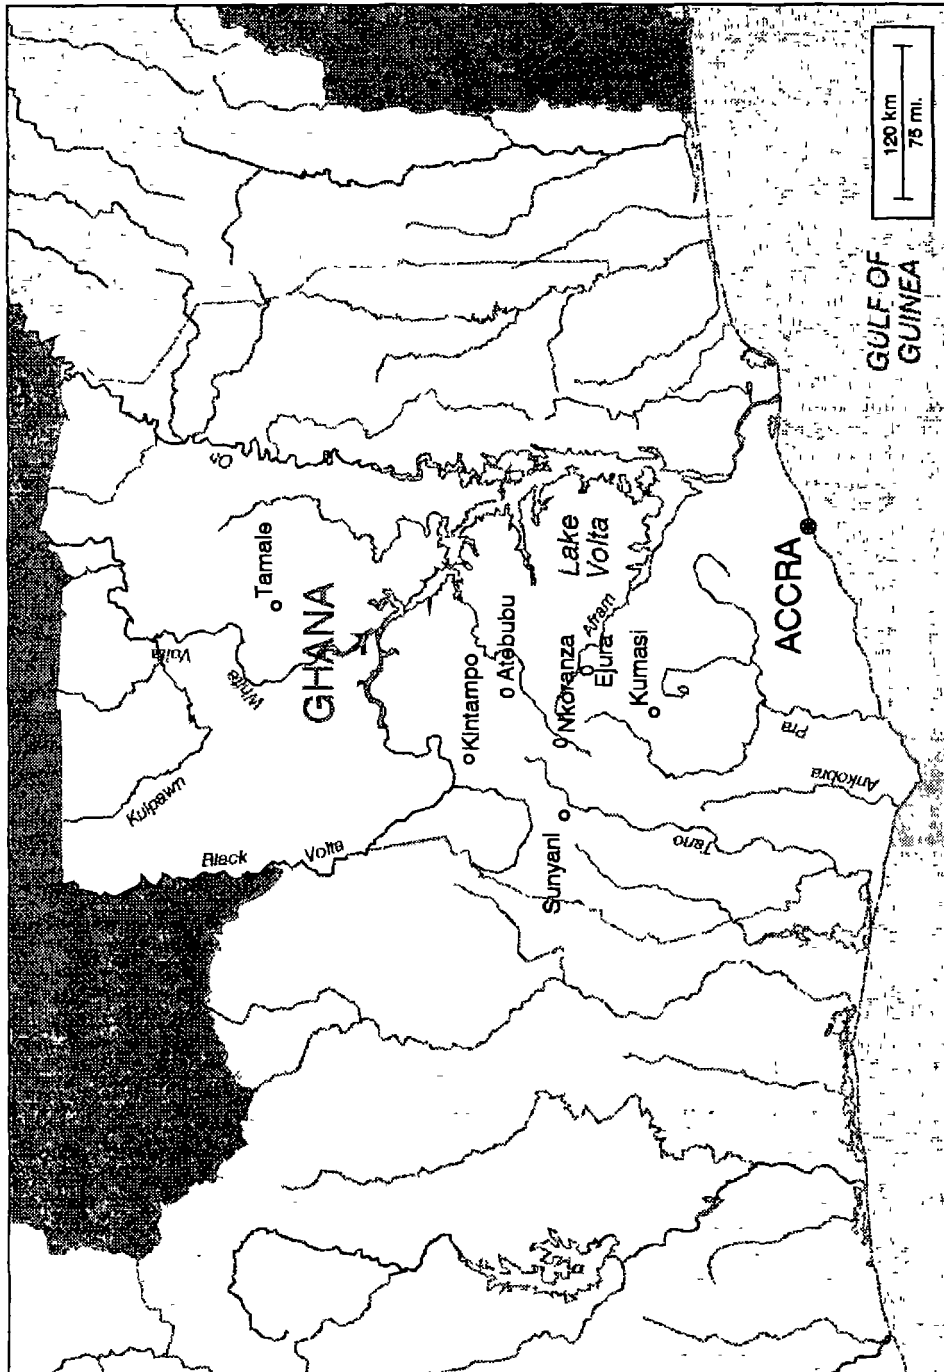 Kulpawn
White
Volta
Oti
Tamale
GHANA
Black
Volta
Kintampo
Atebubu
Lake
Volta
Nkoranza
Ejura
Afram
Sunyani
Kumasi
Tano
Pra
Ankobra
ACCRA
GULF OF
GUINEA
120 km
75 mi.